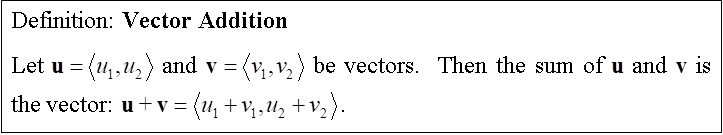 Definition: Vector Addition
Let u = ⟨u₁,u₂⟩ and v = ⟨v₁,v₂⟩ be vectors. Then the sum of u and v is
the vector: u + v = ⟨u₁ + v₁,u₂ + v₂⟩.